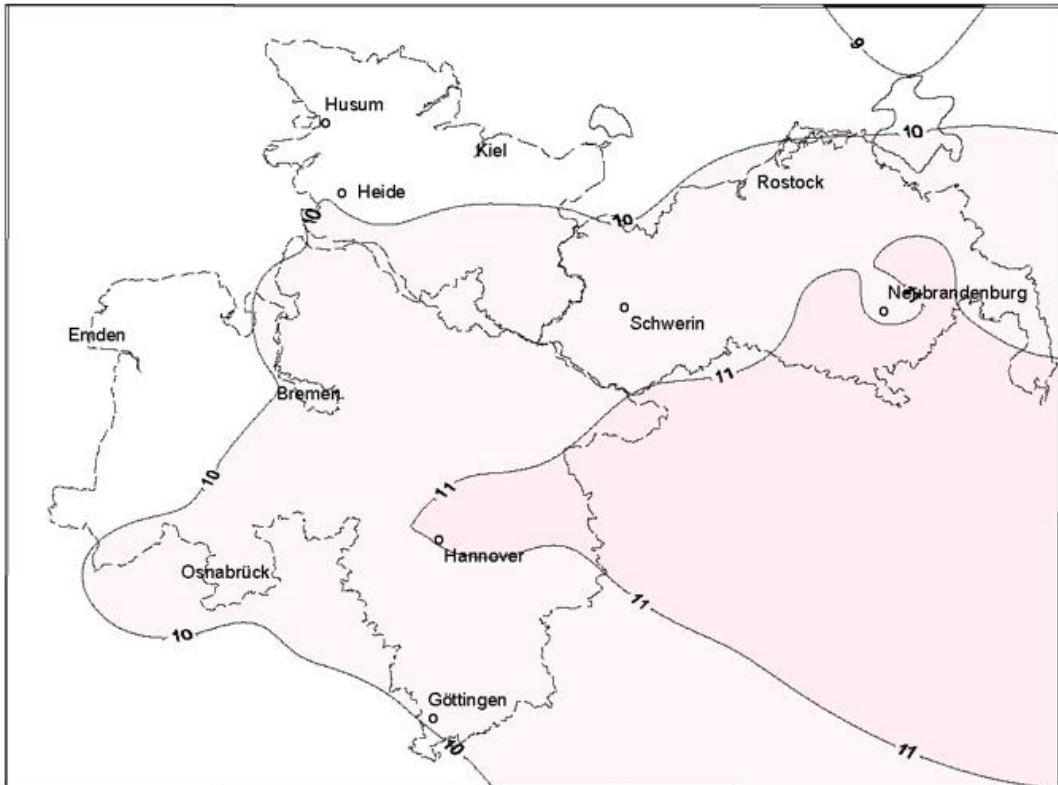 9
Husum
10
Kiel
Rostock
Heide
10
10
Neubrandenburg
Schwerin
Emden
11
Bremen
10
11
Hannover
Osnabrück
11
10
Göttingen
10
11